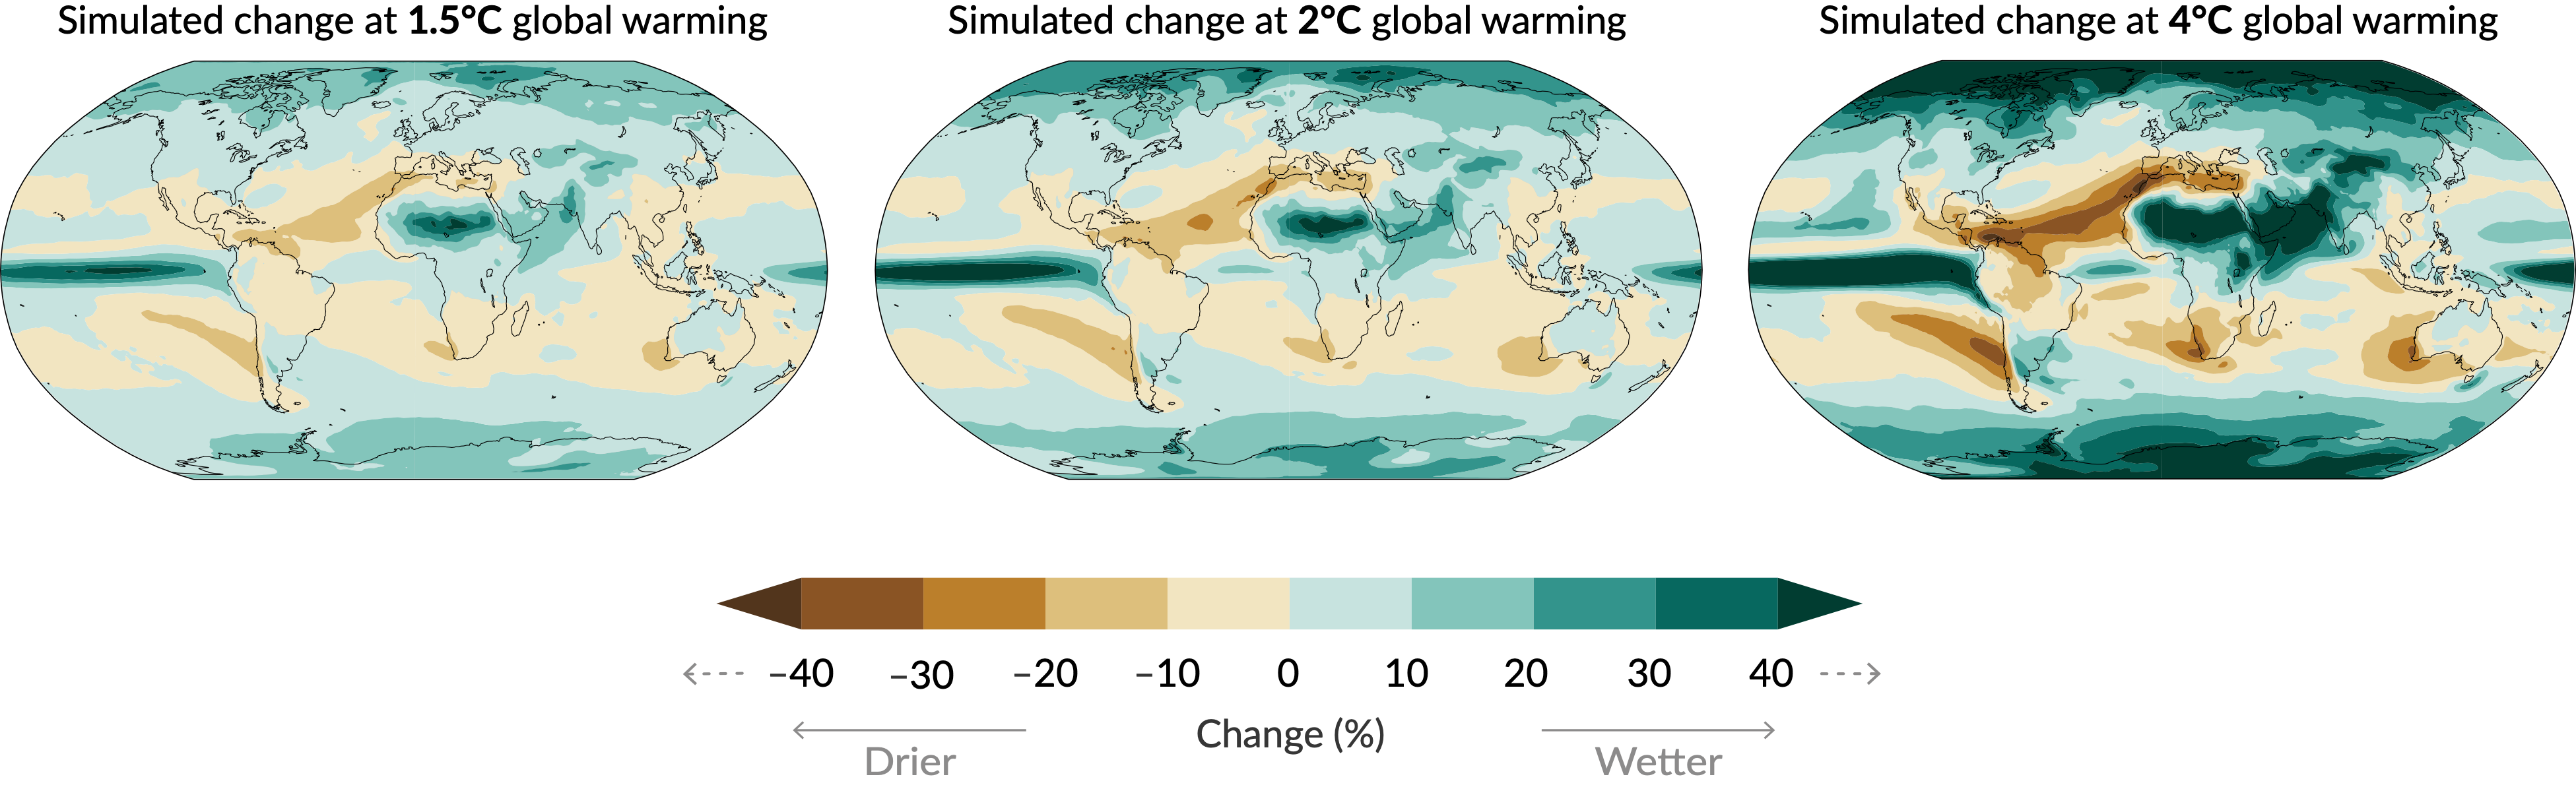 Simulated change at 1.5°C global warming
Simulated change at 2°C global warming
Simulated change at 4°C global warming
–40 –30 –20 –10 0 10 20 30 40
Change (%)
Drier
Wetter